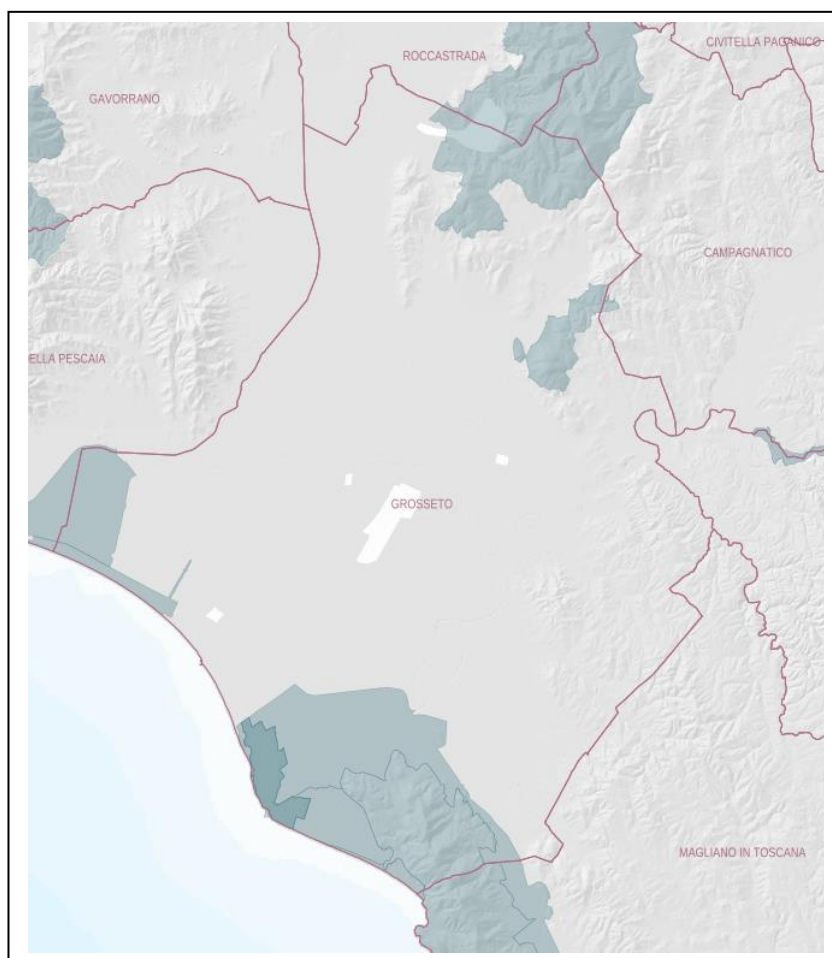 ROCCASTRADA
CIVITELLA PAGANICO
GAVORRANO
CAMPAGNATICO
ELLA PESCAIA
GROSSETO
MAGLIANO IN TOSCANA